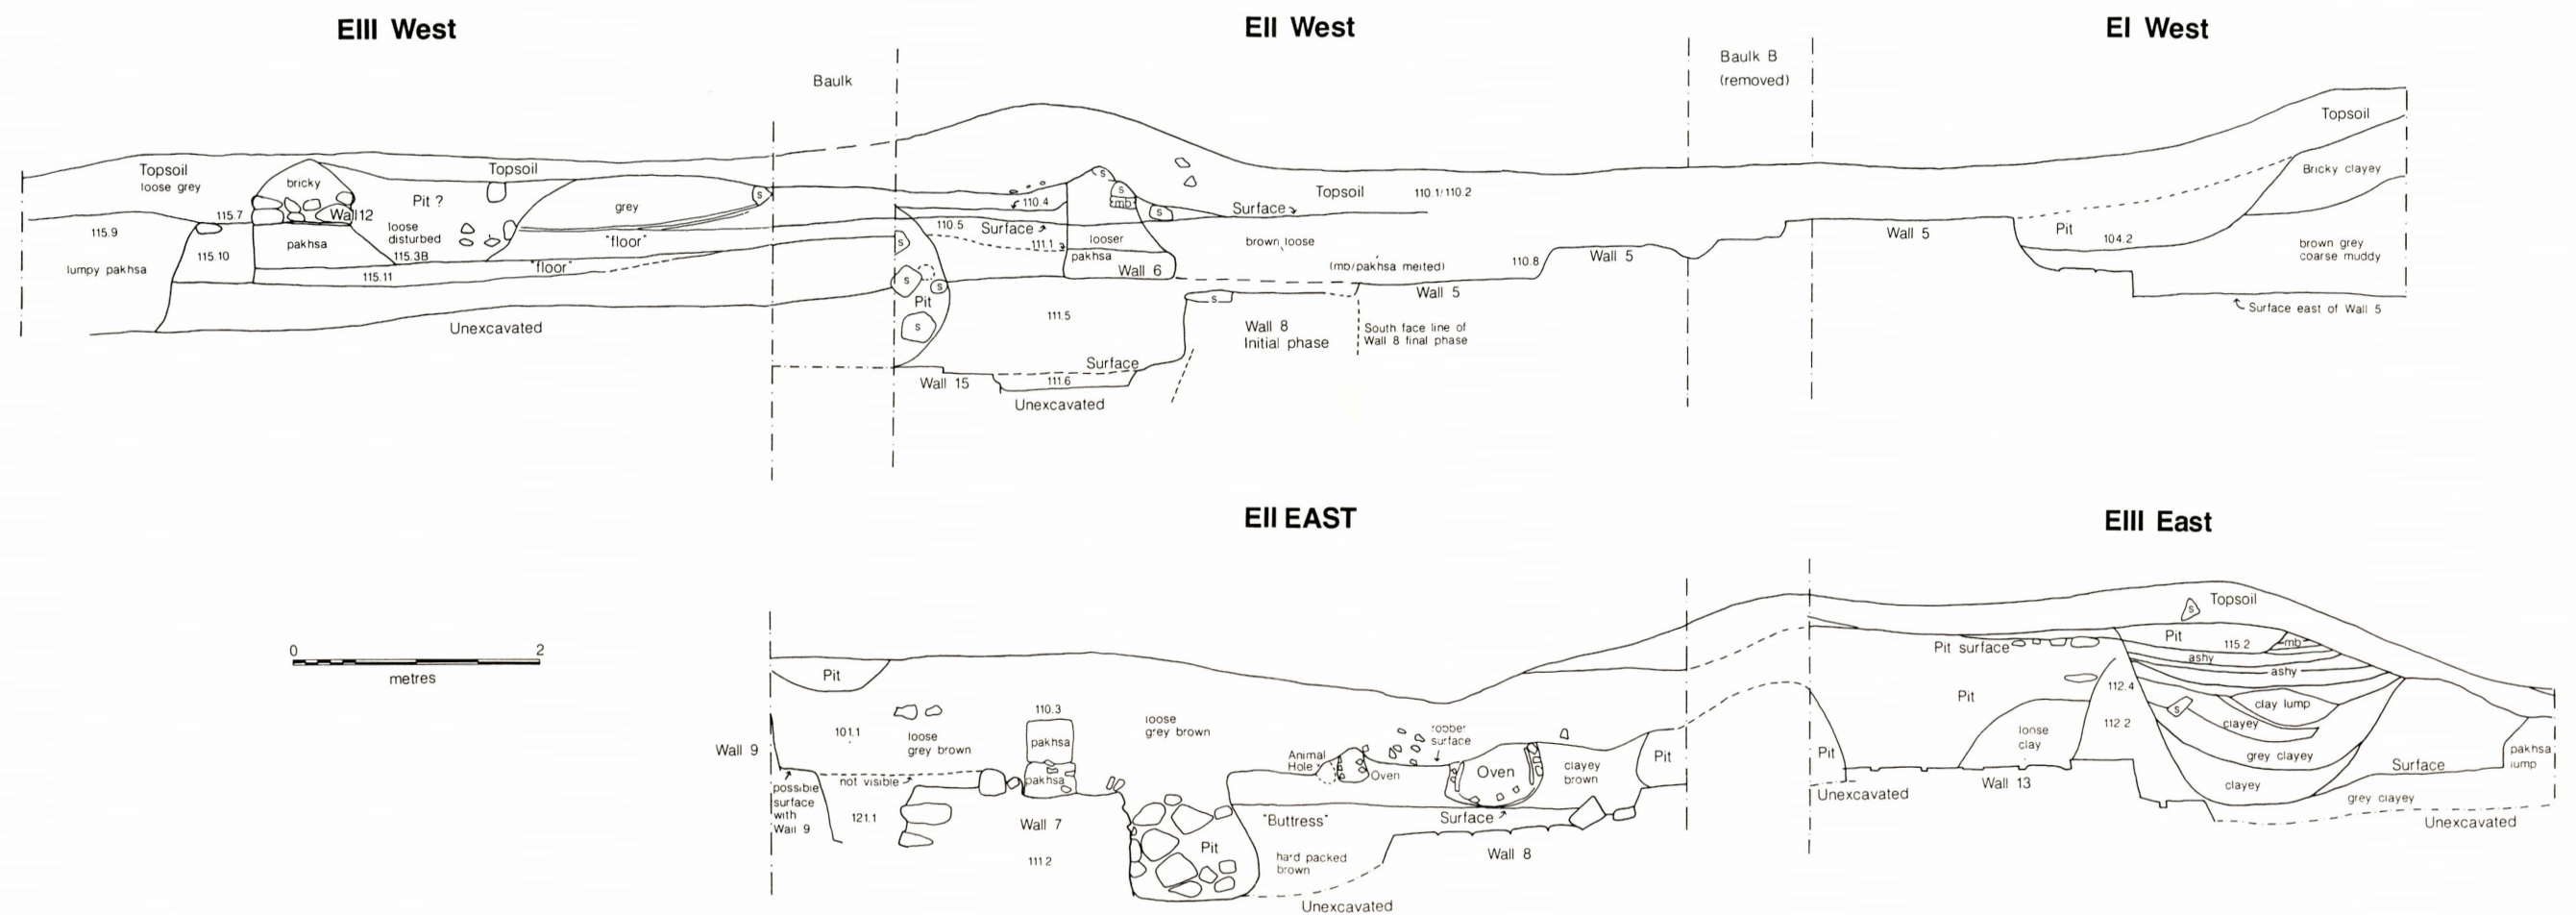 EIII West
EII West
EI West
Baulk
Baulk B
(removed)
Topsoil
loose grey
bricky
Topsoil
Pit ?
Wall12
115.7
115.9
lumpy pakhsa
115.10
pakhsa
loose
disturbed
115.3B
115.11
grey
"floor"
"floor"
s
Unexcavated
110.4
110.5
Surface
111.1
looser
pakhsa
Wall 6
s
s
mb
s
s
s
s
Pit
s
111.5
Surface
Wall 15
111.6
Unexcavated
Topsoil
110.1/110.2
Surface
brown loose
(mb/pakhsa melted)
110.8
s
Wall 8
Initial phase
South face line of
Wall 8 final phase
Wall 5
Wall 5
Wall 5
Topsoil
Bricky clayey
Pit
104.2
brown grey
coarse muddy
Surface east of Wall 5
EII EAST
EIII East
0
2
metres
Pit
Wall 9
101.1
loose
grey brown
110.3
pakhsa
pakhsa
loose
grey brown
possible
surface
with
Wall 9
not visible
121.1
Wall 7
111.2
Pit
Animal
Hole
Oven
robber
surface
Oven
clayey
brown
Pit
"Buttress"
Surface
hard packed
brown
Wall 8
Unexcavated
s
Topsoil
Pit surface
Pit
115.2
mb
ashy
ashy
Pit
112.4
clay lump
s
clayey
112.2
loose
clay
grey clayey
Pit
pakhsa
lump
Surface
Wall 13
clayey
Unexcavated
grey clayey
Unexcavated